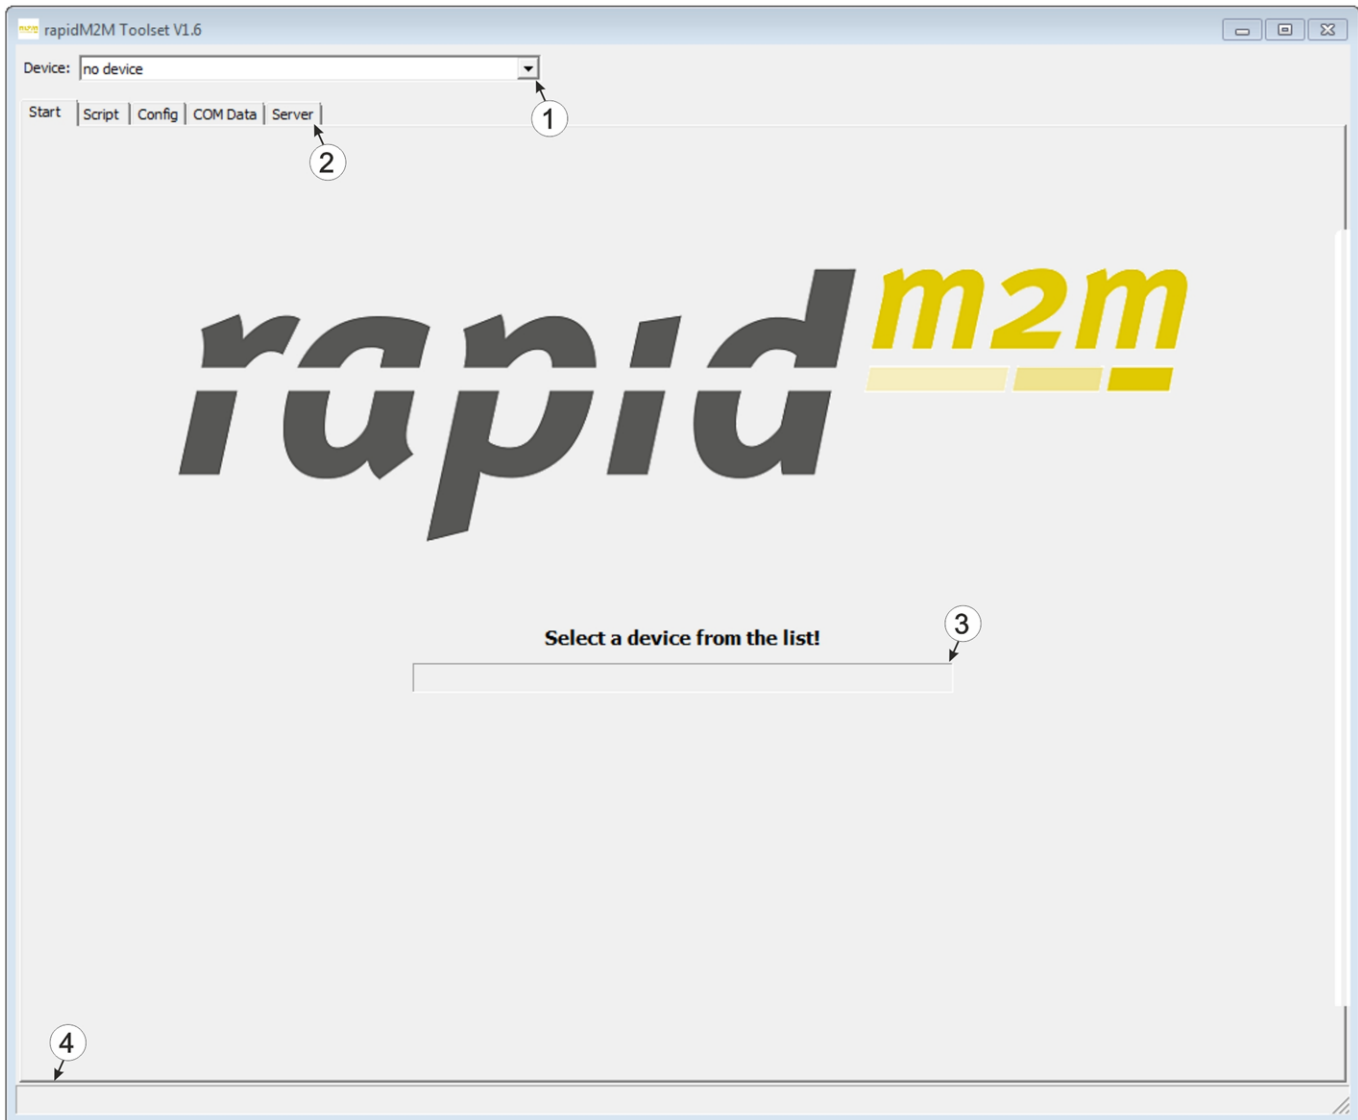 rapidM2M Toolset V1.6
Device: no device
1
Start Script Config COM Data Server
2
rapid m2m
Select a device from the list!
3
4